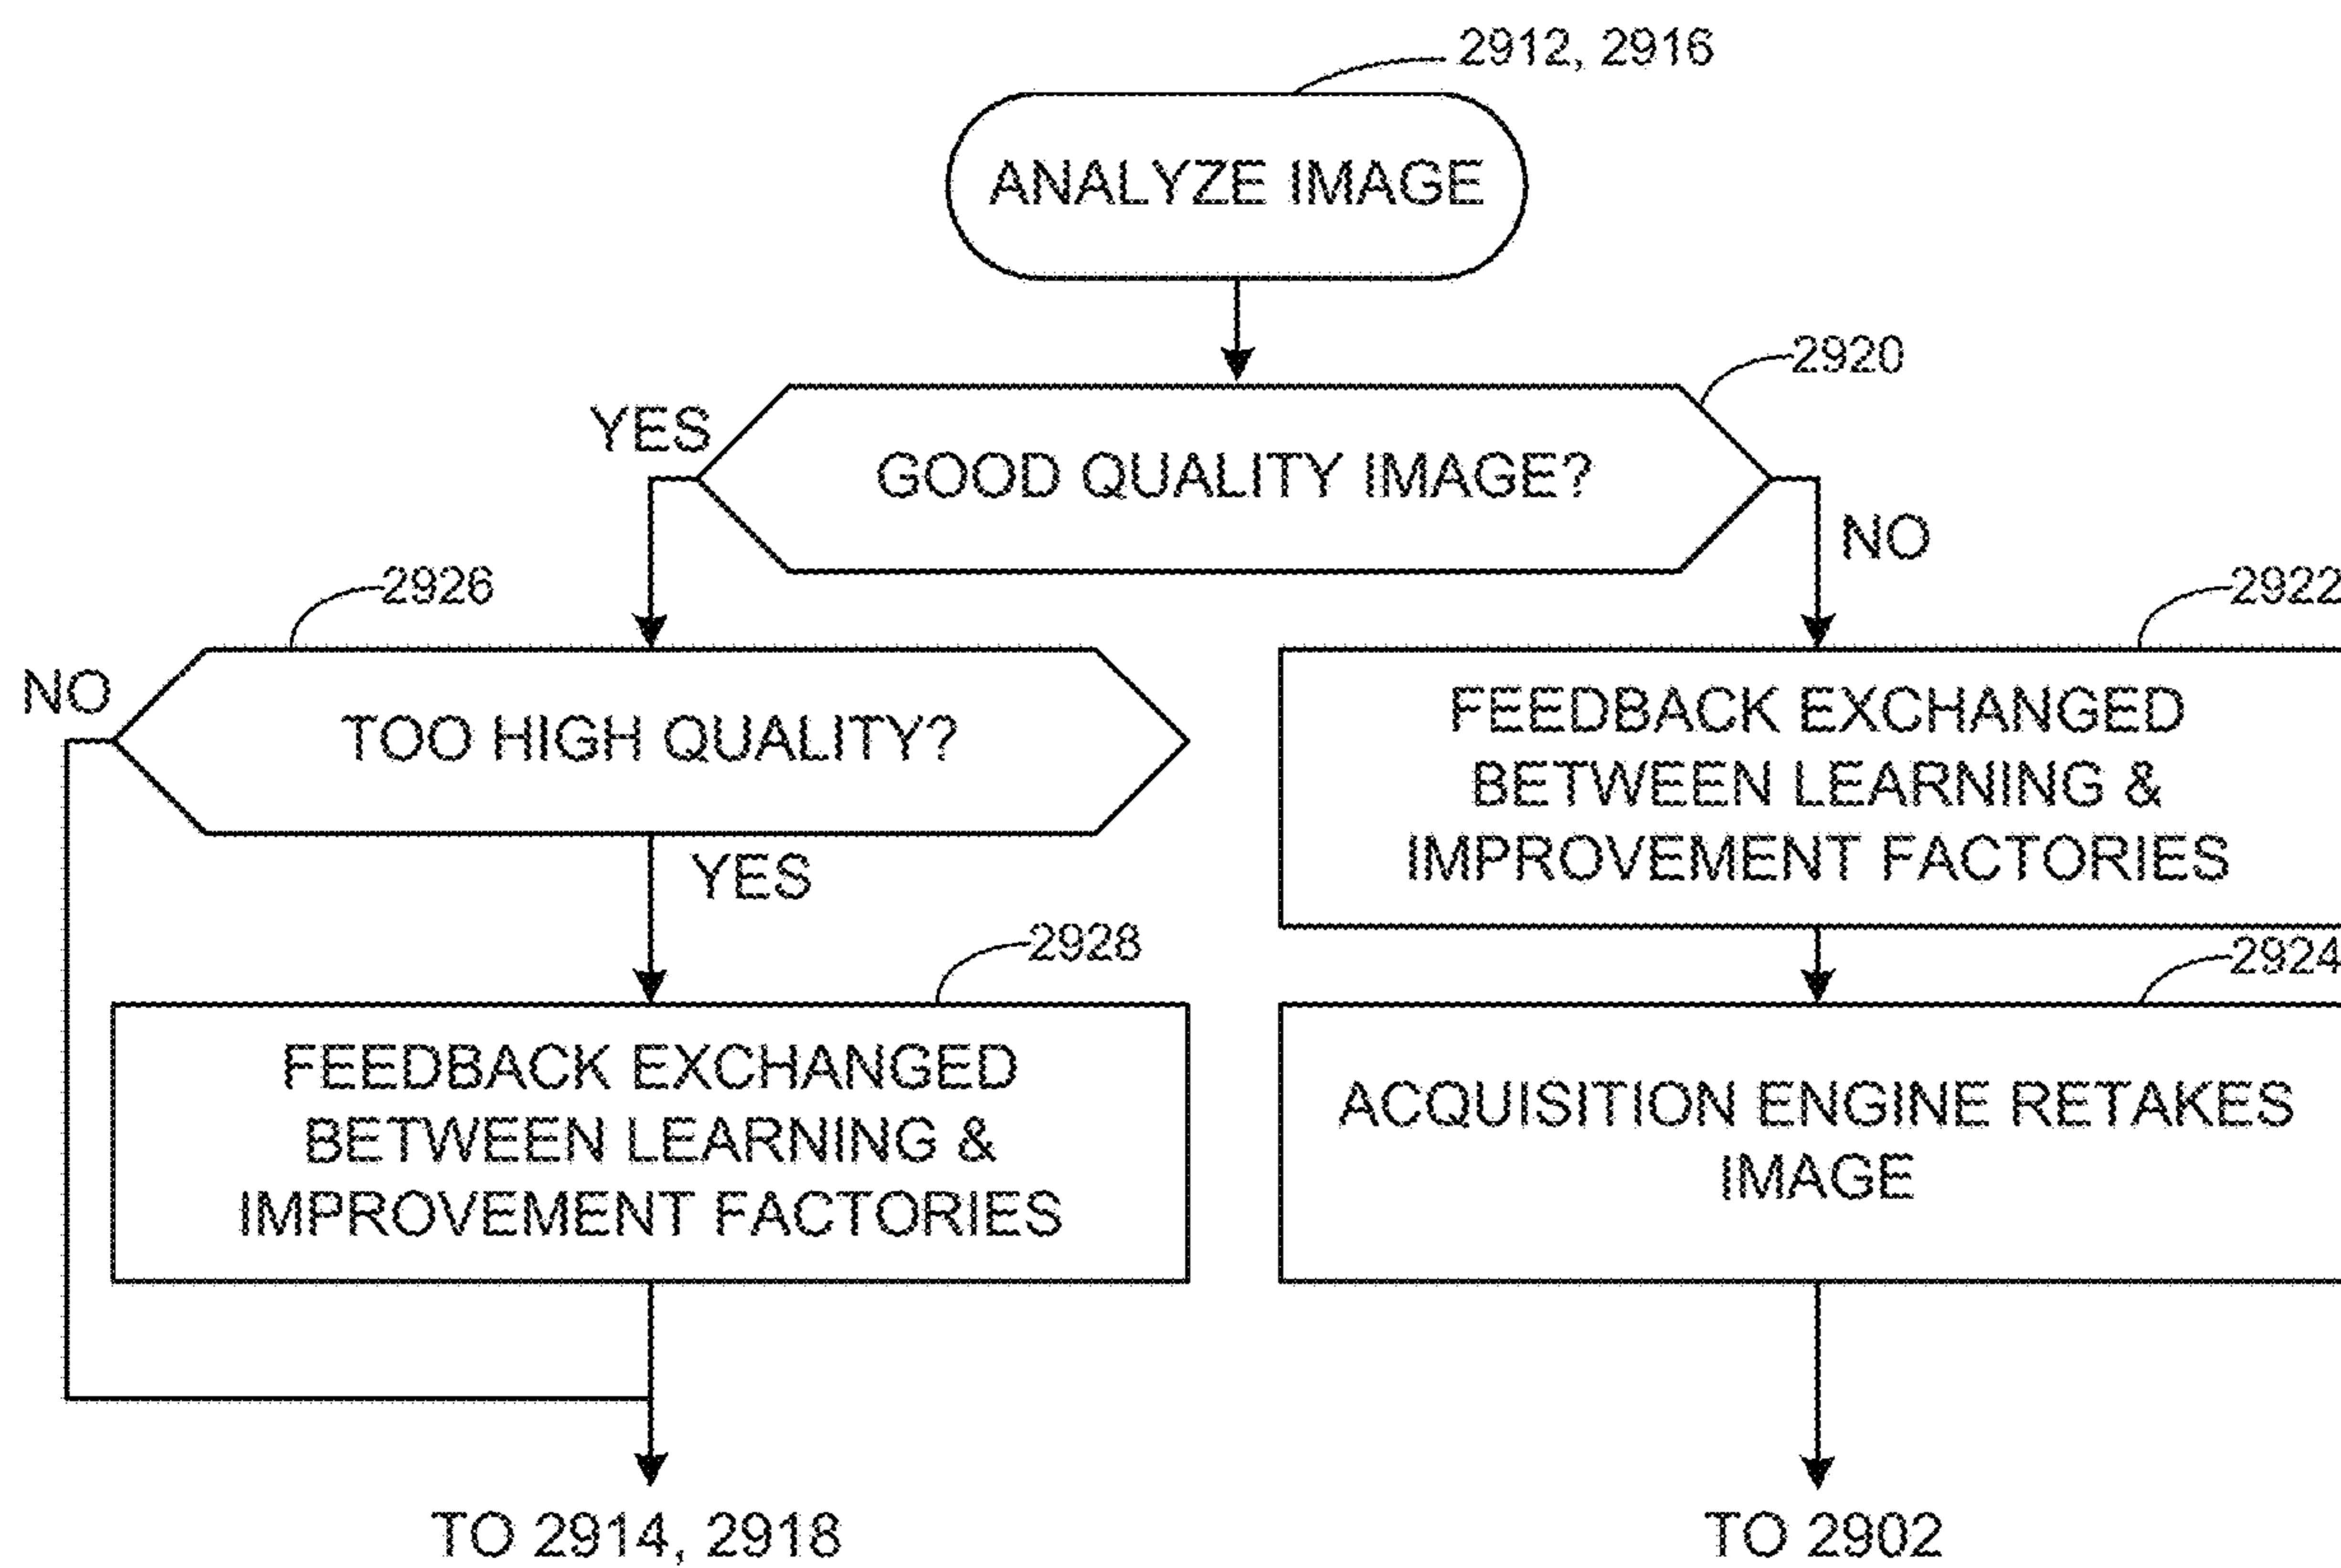 2912, 2916
ANALYZE IMAGE
2920
YES
GOOD QUALITY IMAGE?
NO
2926
2922
NO
TOO HIGH QUALITY?
FEEDBACK EXCHANGED
BETWEEN LEARNING &
IMPROVEMENT FACTORIES
YES
2928
2924
FEEDBACK EXCHANGED
BETWEEN LEARNING &
IMPROVEMENT FACTORIES
ACQUISITION ENGINE RETAKES
IMAGE
TO 2914, 2918
TO 2902